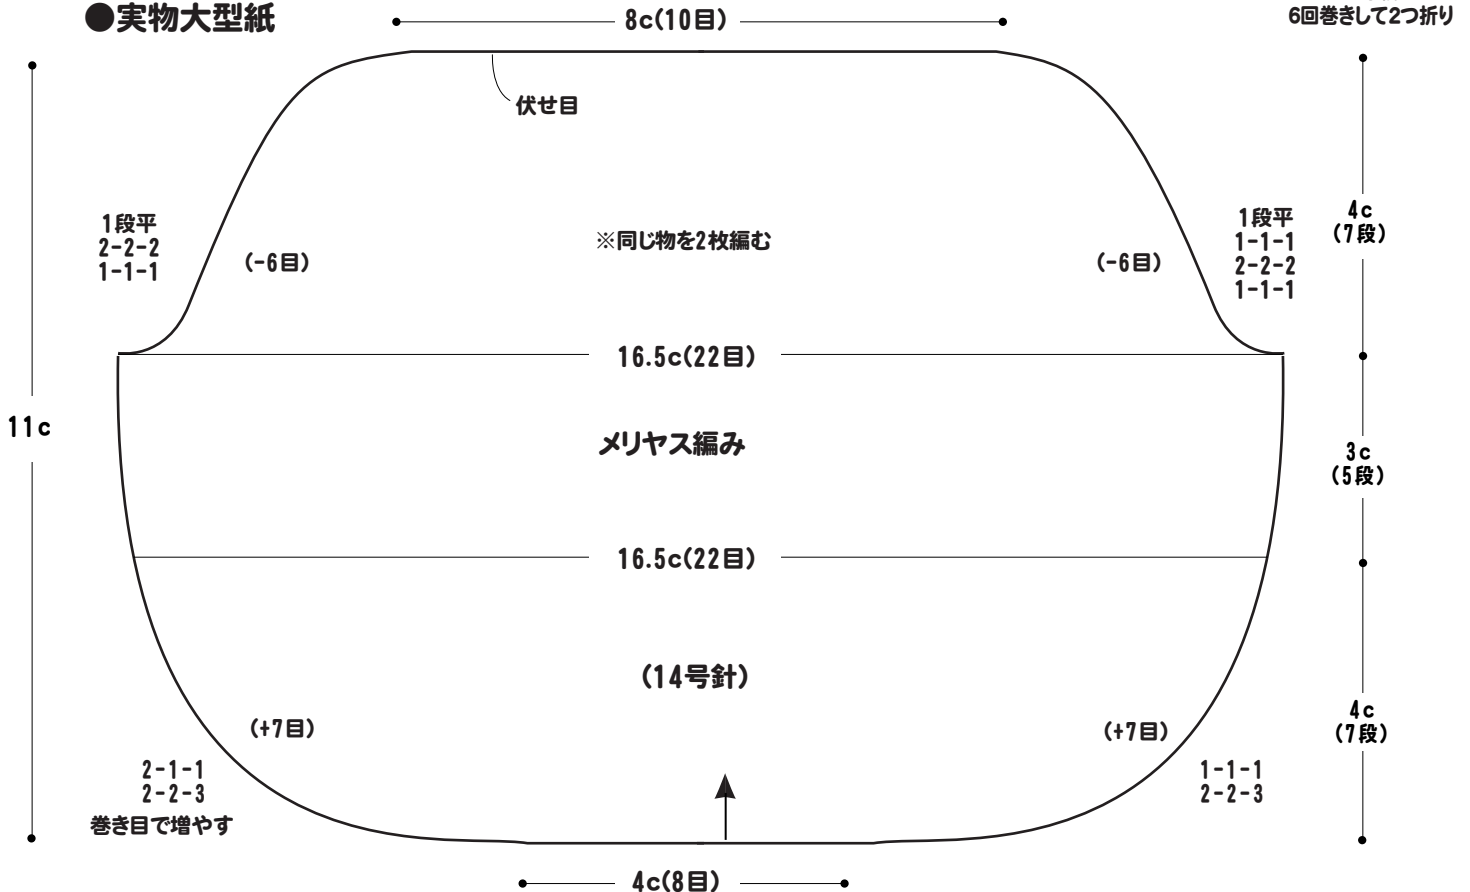 ●実物大型紙
8c(10目)
6回巻きして2つ折り
伏せ目
1段平
2-2-2
1-1-1
(-6目)
※同じ物を2枚編む
(-6目)
1段平
1-1-1
2-2-2
1-1-1
4c
(7段)
16.5c(22目)
11c
メリヤス編み
3c
(5段)
16.5c(22目)
(14号針)
(+7目)
(+7目)
4c
(7段)
2-1-1
2-2-3
巻き目で増やす
1-1-1
2-2-3
4c(8目)